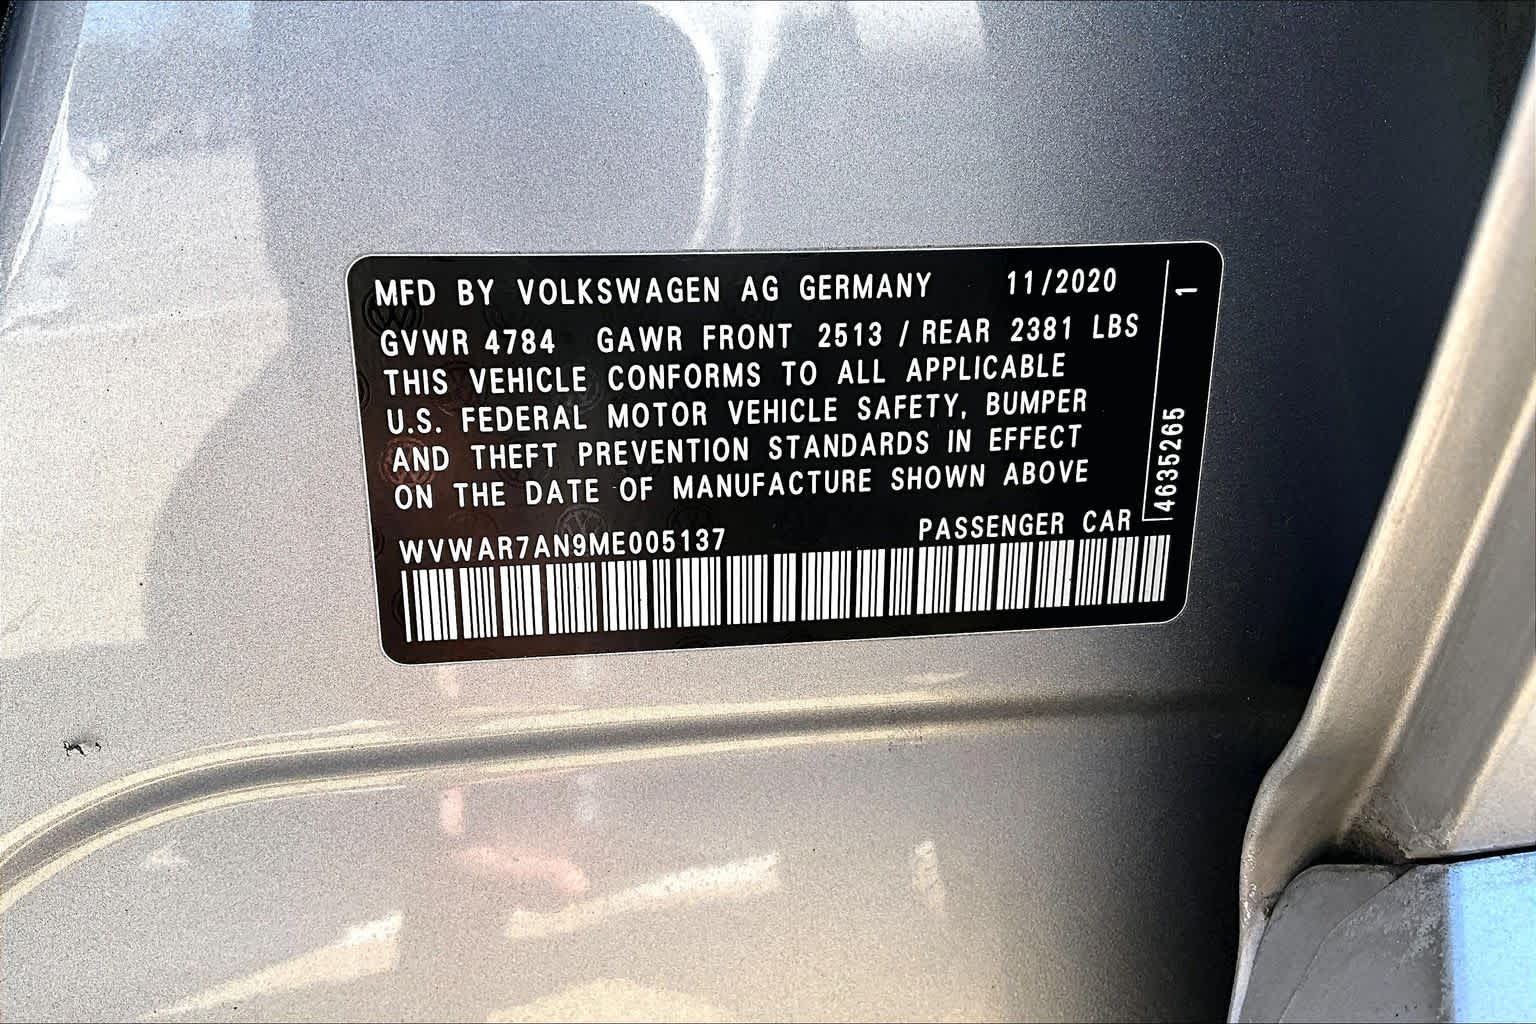 MFD BY VOLKSWAGEN AG GERMANY 11/2020
GVWR 4784 GAWR FRONT 2513 / REAR 2381 LBS
THIS VEHICLE CONFORMS TO ALL APPLICABLE
U.S. FEDERAL MOTOR VEHICLE SAFETY, BUMPER
AND THEFT PREVENTION STANDARDS IN EFFECT
ON THE DATE OF MANUFACTURE SHOWN ABOVE
WVWAR7AN9ME005137 PASSENGER CAR
4635265 1